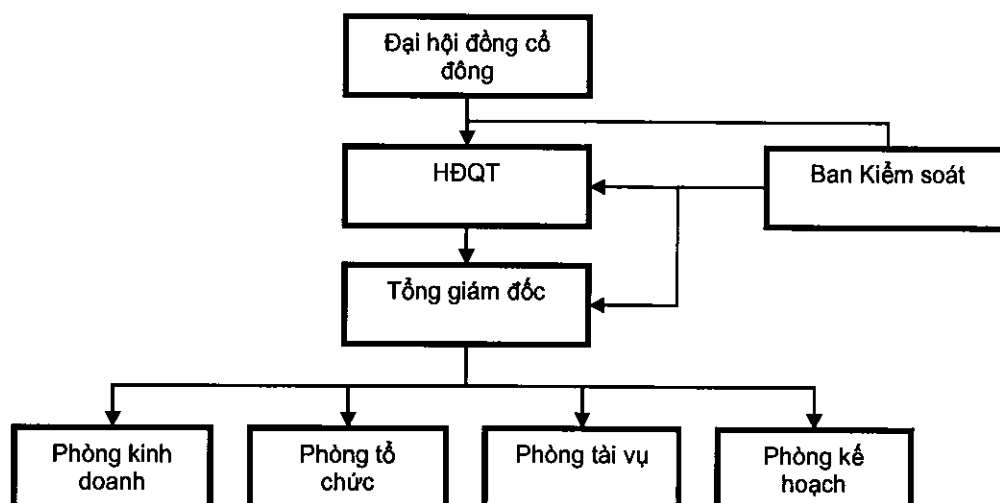 Đại hội đồng cổ
đông
HĐQT
Ban Kiểm soát
Tổng giám đốc
Phòng kinh
doanh
Phòng tổ
chức
Phòng tài vụ
Phòng kế
hoạch